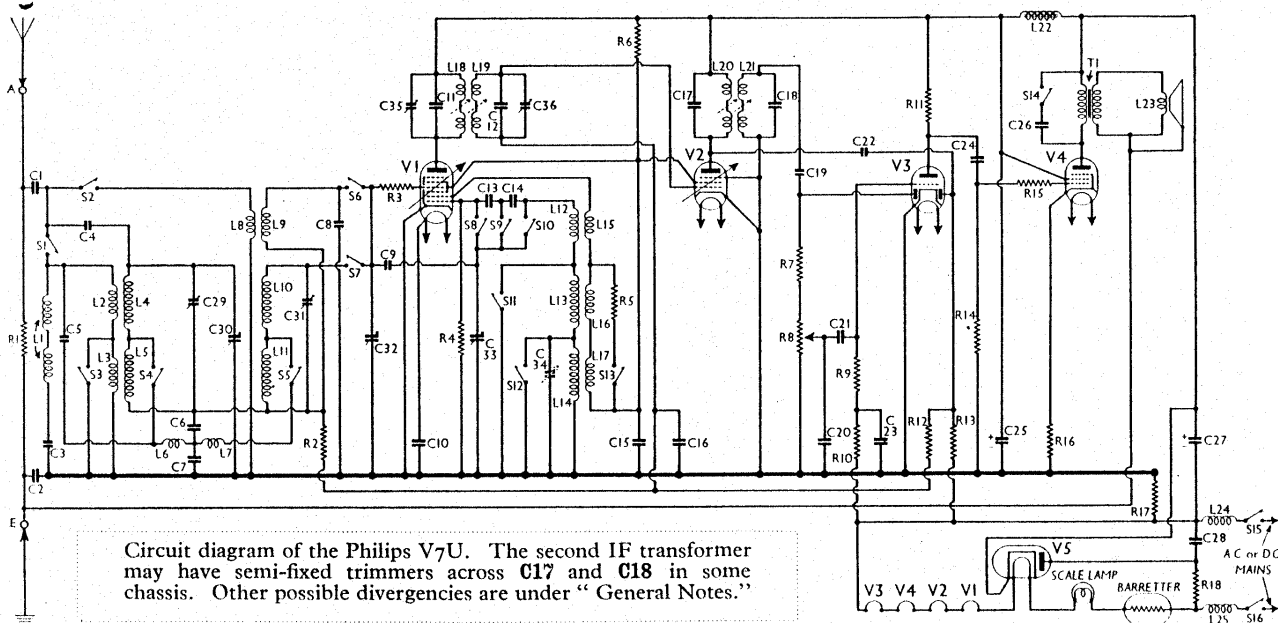 R6
L22
L18 L19
L20 L21
T1
C35
C11
C12
C36
C17
C18
R11
S14
C26
L23
A
V1
V2
C22
V3
C24
V4
C1
S2
S6
R3
C13 C14
C19
R15
L8
L9
C8
S8
S9
S10
L12
L15
S1
C4
S7
C9
L2
L4
C29
L10
C31
S11
L13
L16
R5
R7
R1
L1
C5
C30
C32
R4
C33
R8
C21
R14
L3
S3
L5
S4
L11
S5
S12
C34
L14
L17
S13
R9
C3
C6
L6
L7
C7
R2
C10
C15
C16
C20
R10
C23
R12
R13
C25
R16
C27
C2
R17
E
L24
S15
C28
AC or DC
MAINS
V5
SCALE LAMP
BARRETTER
R18
V3 V4 V2 V1
L25
S16
Circuit diagram of the Philips V7U. The second IF transformer
may have semi-fixed trimmers across C17 and C18 in some
chassis. Other possible divergencies are under “ General Notes.”